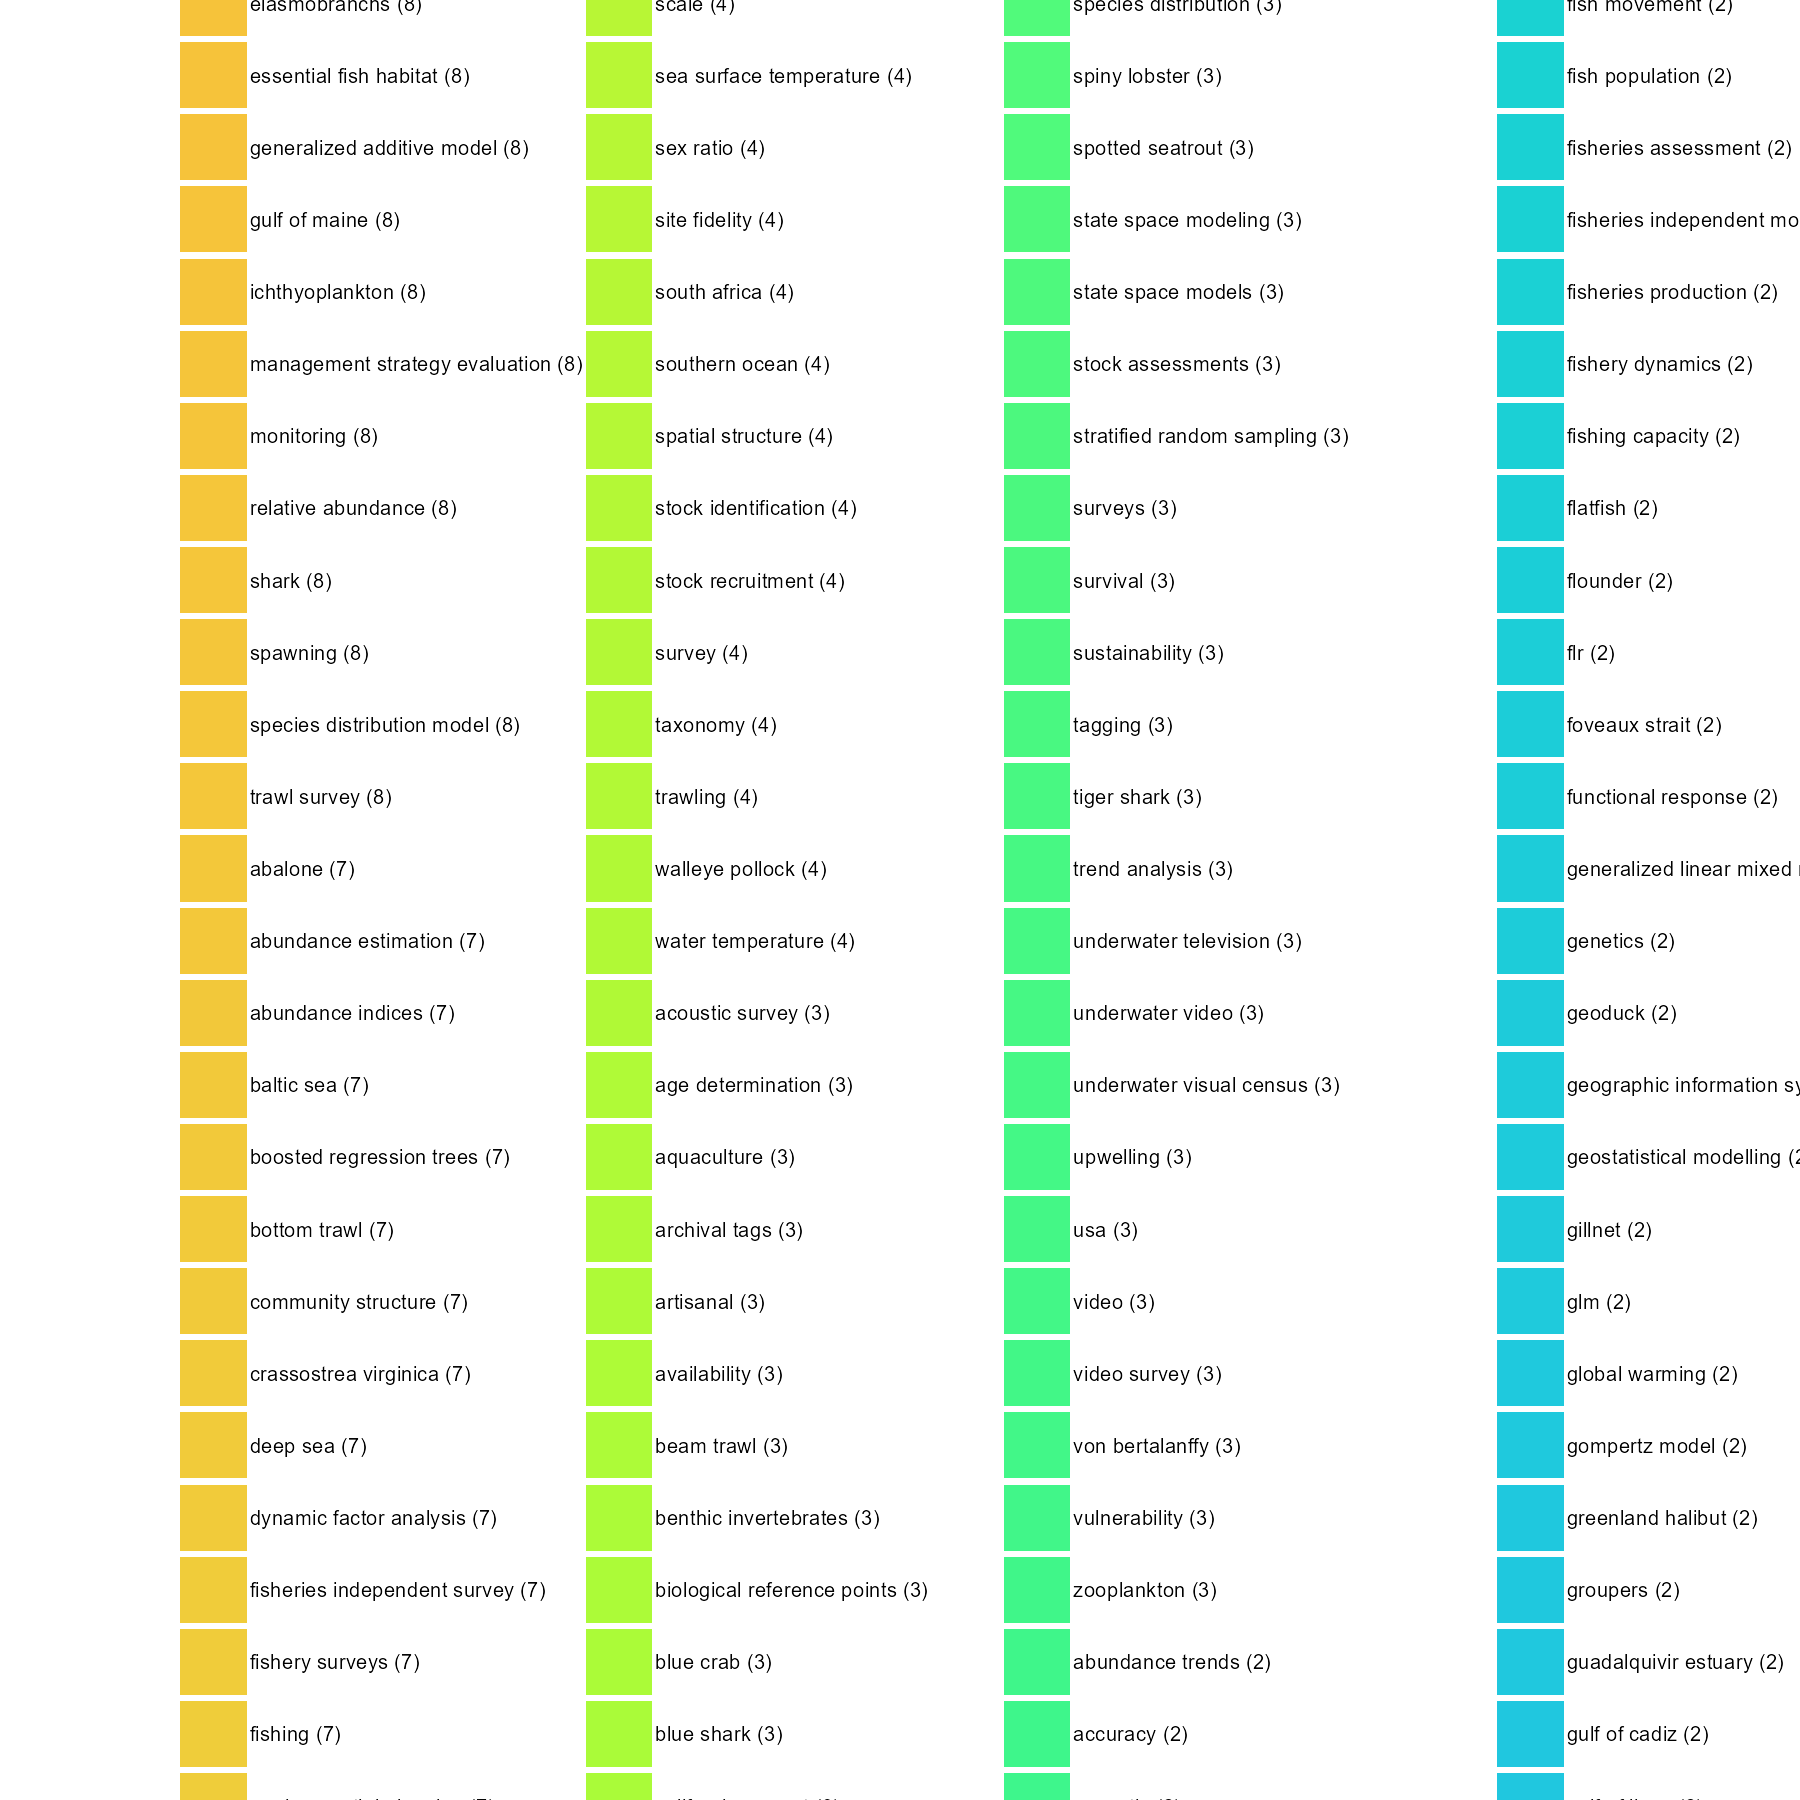 elasmobranchs (8)
essential fish habitat (8)
generalized additive model (8)
gulf of maine (8)
ichthyoplankton (8)
management strategy evaluation (8)
monitoring (8)
relative abundance (8)
shark (8)
spawning (8)
species distribution model (8)
trawl survey (8)
abalone (7)
abundance estimation (7)
abundance indices (7)
baltic sea (7)
boosted regression trees (7)
bottom trawl (7)
community structure (7)
crassostrea virginica (7)
deep sea (7)
dynamic factor analysis (7)
fisheries independent survey (7)
fishery surveys (7)
fishing (7)
scale (4)
sea surface temperature (4)
sex ratio (4)
site fidelity (4)
south africa (4)
southern ocean (4)
spatial structure (4)
stock identification (4)
stock recruitment (4)
survey (4)
taxonomy (4)
trawling (4)
walleye pollock (4)
water temperature (4)
acoustic survey (3)
age determination (3)
aquaculture (3)
archival tags (3)
artisanal (3)
availability (3)
beam trawl (3)
benthic invertebrates (3)
biological reference points (3)
blue crab (3)
blue shark (3)
species distribution (3)
spiny lobster (3)
spotted seatrout (3)
state space modeling (3)
state space models (3)
stock assessments (3)
stratified random sampling (3)
surveys (3)
survival (3)
sustainability (3)
tagging (3)
tiger shark (3)
trend analysis (3)
underwater television (3)
underwater video (3)
underwater visual census (3)
upwelling (3)
usa (3)
video (3)
video survey (3)
von bertalanffy (3)
vulnerability (3)
zooplankton (3)
abundance trends (2)
accuracy (2)
fish movement (2)
fish population (2)
fisheries assessment (2)
fisheries independent mo
fisheries production (2)
fishery dynamics (2)
fishing capacity (2)
flatfish (2)
flounder (2)
flr (2)
foveaux strait (2)
functional response (2)
generalized linear mixed
genetics (2)
geoduck (2)
geographic information sy
geostatistical modelling (2
gillnet (2)
glm (2)
global warming (2)
gompertz model (2)
greenland halibut (2)
groupers (2)
guadalquivir estuary (2)
gulf of cadiz (2)